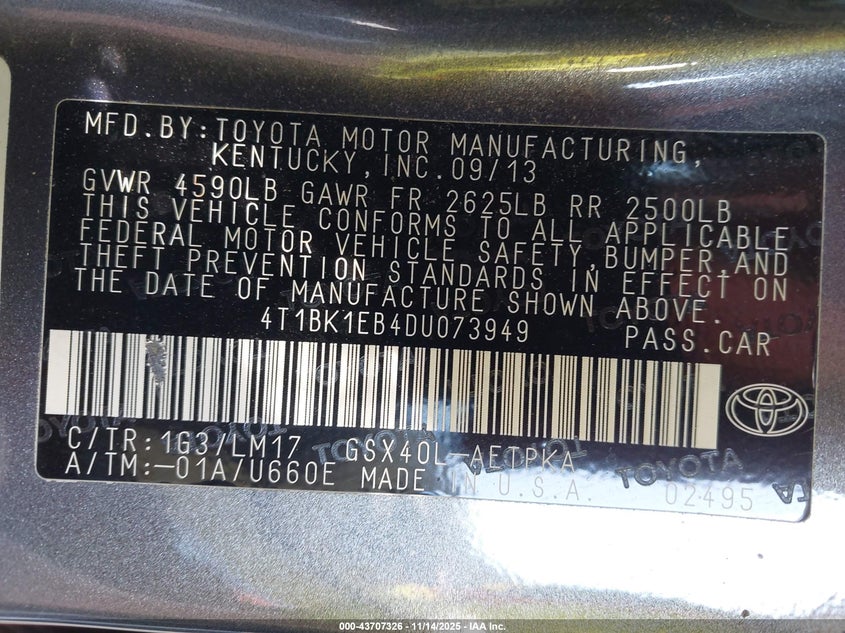 MFD.BY:TOYOTA MOTOR MANUFACTURING,
KENTUCKY,INC.09/13
GVWR 4590LB GAWR FR 2625LB RR 2500LB
THIS VEHICLE CONFORMS TO ALL APPLICABLE
FEDERAL MOTOR VEHICLE SAFETY,BUMPER,AND
THEFT PREVENTION STANDARDS IN EFFECT ON
THE DATE OF MANUFACTURE SHOWN ABOVE.
4T1BK1EB4DU073949 PASS.CAR
C/TR:1G3/LM17 GSX40L-AETPKA
A/TM:-01A/U660E MADE IN U.S.A. 02495
TOYOTA TOYOTA TOYOTA
000-43707326 - 11/14/2025 - IAA Inc.